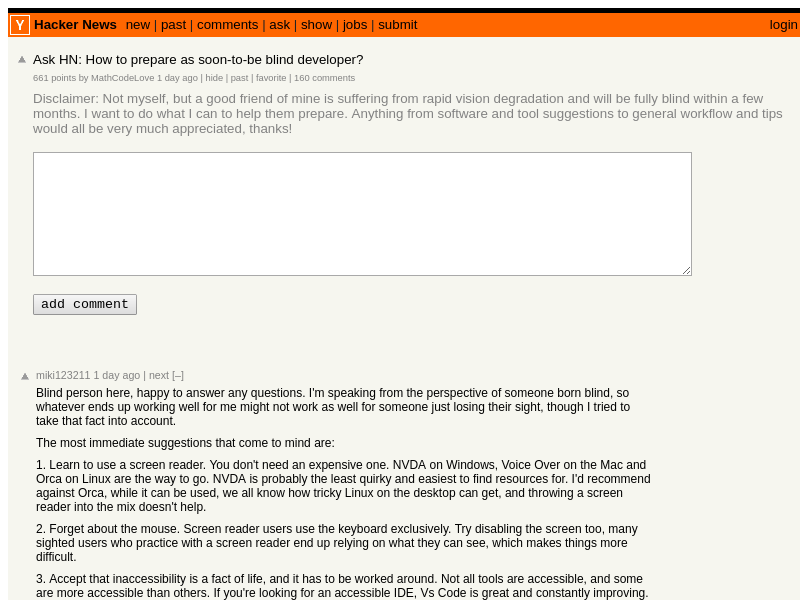 Y Hacker News new | past | comments | ask | show | jobs | submit login
Ask HN: How to prepare as soon-to-be blind developer?
661 points by MathCodeLove 1 day ago | hide | past | favorite | 160 comments
Disclaimer: Not myself, but a good friend of mine is suffering from rapid vision degradation and will be fully blind within a few
months. I want to do what I can to help them prepare. Anything from software and tool suggestions to general workflow and tips
would all be very much appreciated, thanks!
add comment
miki123211 1 day ago | next [–]
Blind person here, happy to answer any questions. I'm speaking from the perspective of someone born blind, so
whatever ends up working well for me might not work as well for someone just losing their sight, though I tried to
take that fact into account.
The most immediate suggestions that come to mind are:
1. Learn to use a screen reader. You don't need an expensive one. NVDA on Windows, Voice Over on the Mac and
Orca on Linux are the way to go. NVDA is probably the least quirky and easiest to find resources for. I'd recommend
against Orca, while it can be used, we all know how tricky Linux on the desktop can get, and throwing a screen
reader into the mix doesn't help.
2. Forget about the mouse. Screen reader users use the keyboard exclusively. Try disabling the screen too, many
sighted users who practice with a screen reader end up relying on what they can see, which makes things more
difficult.
3. Accept that inaccessibility is a fact of life, and it has to be worked around. Not all tools are accessible, and some
are more accessible than others. If you're looking for an accessible IDE, Vs Code is great and constantly improving.